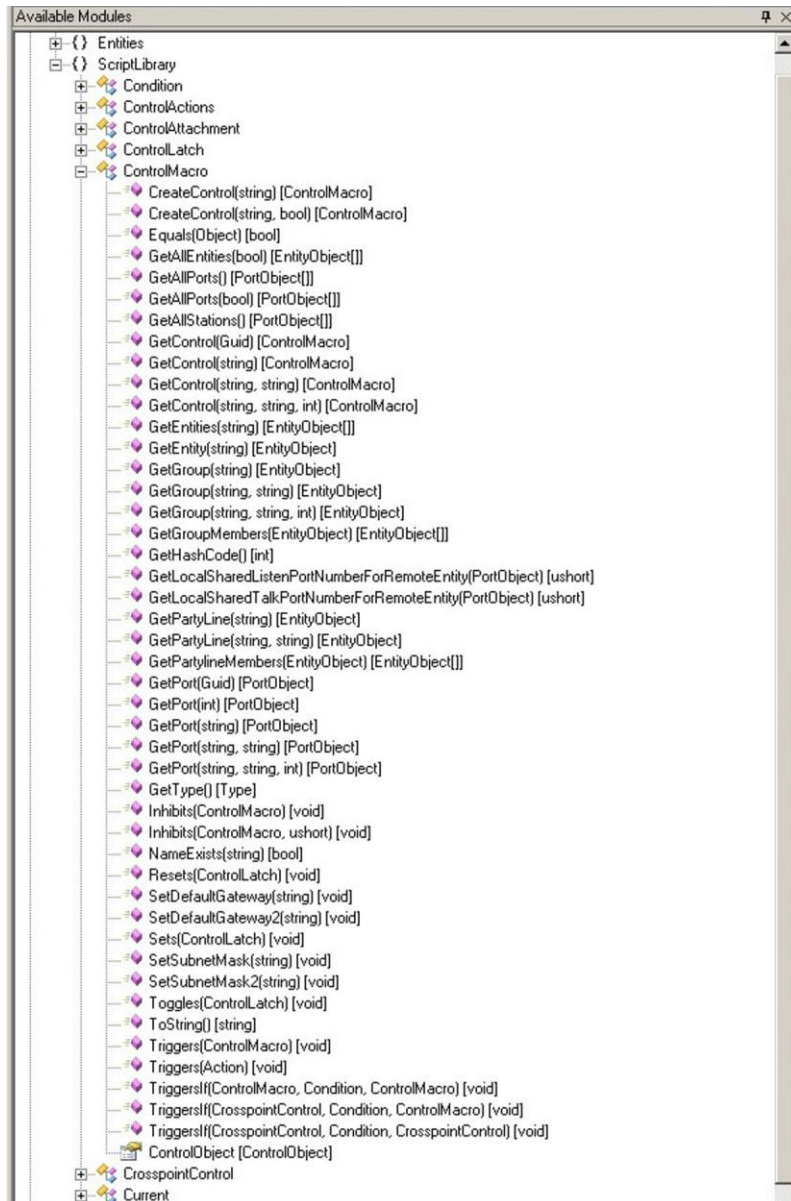 Available Modules
{} Entities
{} ScriptLibrary
Condition
ControlActions
ControlAttachment
ControlLatch
ControlMacro
CreateControl(string) [ControlMacro]
CreateControl(string, bool) [ControlMacro]
Equals(Object) [bool]
GetAllEntities(bool) [EntityObject[]]
GetAllPorts() [PortObject[]]
GetAllPorts(bool) [PortObject[]]
GetAllStations() [PortObject[]]
GetControl(Guid) [ControlMacro]
GetControl(string) [ControlMacro]
GetControl(string, string) [ControlMacro]
GetControl(string, string, int) [ControlMacro]
GetEntities(string) [EntityObject[]]
GetEntity(string) [EntityObject]
GetGroup(string) [EntityObject]
GetGroup(string, string) [EntityObject]
GetGroup(string, string, int) [EntityObject]
GetGroupMembers(EntityObject) [EntityObject[]]
GetHashCode() [int]
GetLocalSharedListenPortNumberForRemoteEntity(PortObject) [ushort]
GetLocalSharedTalkPortNumberForRemoteEntity(PortObject) [ushort]
GetPartyLine(string) [EntityObject]
GetPartyLine(string, string) [EntityObject]
GetPartylineMembers(EntityObject) [EntityObject[]]
GetPort(Guid) [PortObject]
GetPort(int) [PortObject]
GetPort(string) [PortObject]
GetPort(string, string) [PortObject]
GetPort(string, string, int) [PortObject]
GetType() [Type]
Inhibits(ControlMacro) [void]
Inhibits(ControlMacro, ushort) [void]
NameExists(string) [bool]
Resets(ControlLatch) [void]
SetDefaultGateway(string) [void]
SetDefaultGateway2(string) [void]
Sets(ControlLatch) [void]
SetSubnetMask(string) [void]
SetSubnetMask2(string) [void]
Toggles(ControlLatch) [void]
ToString() [string]
Triggers(ControlMacro) [void]
Triggers(Action) [void]
TriggersIf(ControlMacro, Condition, ControlMacro) [void]
TriggersIf(CrosspointControl, Condition, ControlMacro) [void]
TriggersIf(CrosspointControl, Condition, CrosspointControl) [void]
ControlObject [ControlObject]
CrosspointControl
Current